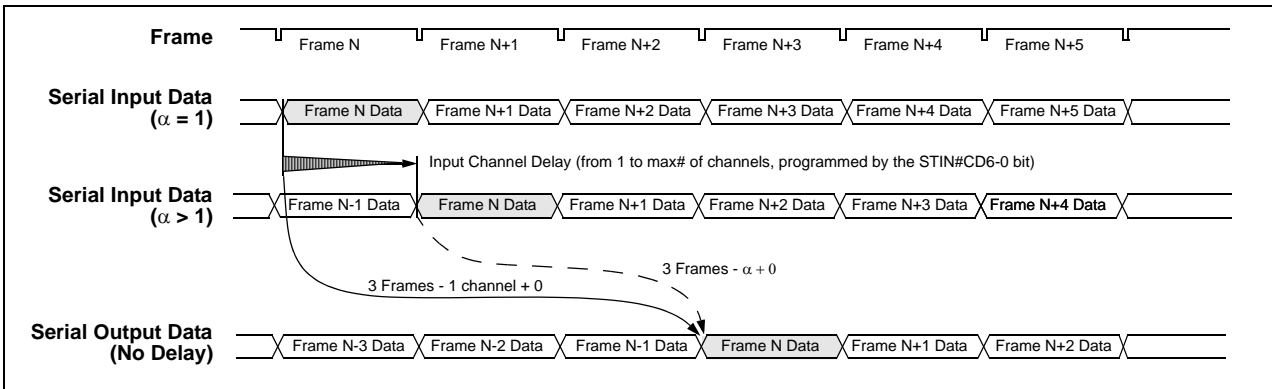 Frame
Frame N Frame N+1 Frame N+2 Frame N+3 Frame N+4 Frame N+5
Serial Input Data
(α = 1)
Frame N Data Frame N+1 Data Frame N+2 Data Frame N+3 Data Frame N+4 Data Frame N+5 Data
Input Channel Delay (from 1 to max# of channels, programmed by the STIN#CD6-0 bit)
Serial Input Data
(α > 1)
Frame N-1 Data Frame N Data Frame N+1 Data Frame N+2 Data Frame N+3 Data Frame N+4 Data
3 Frames - α + 0
3 Frames - 1 channel + 0
Serial Output Data
(No Delay)
Frame N-3 Data Frame N-2 Data Frame N-1 Data Frame N Data Frame N+1 Data Frame N+2 Data